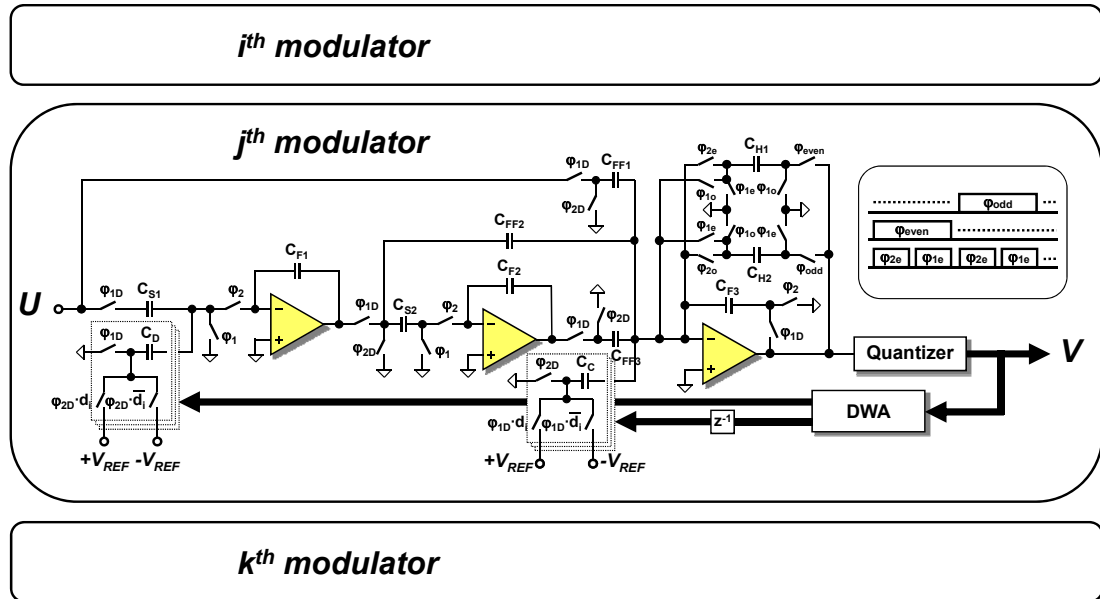 i^th modulator
j^th modulator
φ2e CH1 φeven
φ1D CFF1
φ1o φ1e φ1o
φ2D
φodd
CFF2
φ1e φ1o φ1e
φeven
CF1
φ2o CH2 φodd
φ2e φ1e φ2e φ1e
CF2
CF3 φ2
U φ1D CS1 φ2 φ1D CS2 φ2 φ1D φ2D
φ1D CD φ1 φ2D φ1 CFF3 φ1D
Quantizer V
φ2D CC
DWA
φ2D·di φ2D·d̄i
φ1D·di φ1D·d̄i
z-1
+VREF -VREF
+VREF -VREF
k^th modulator